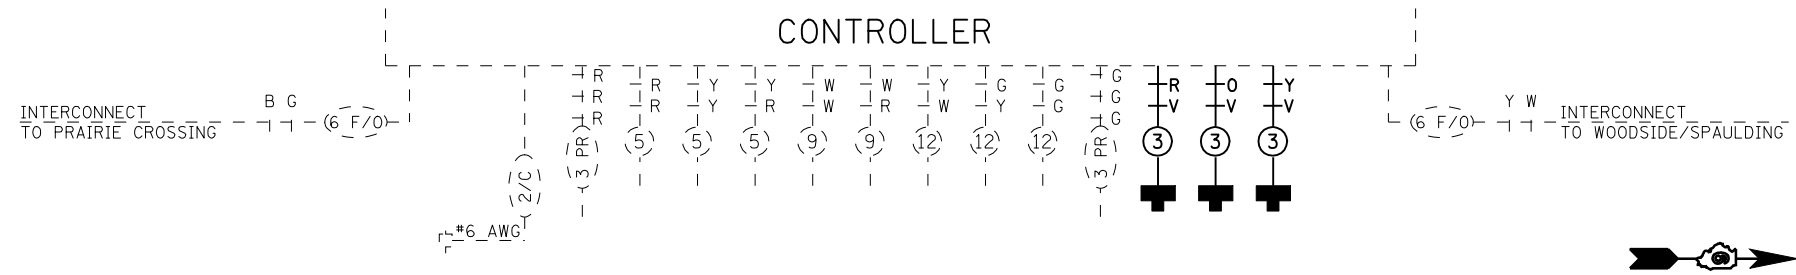 CONTROLLER
R R Y Y W W Y G G G R O Y
R R Y R W R W Y G G V V V
R G
B G
Y W
INTERCONNECT
TO PRAIRIE CROSSING
(6 F/O)
(2/C)
(3 PR)
(5) (5) (5) (9) (9) (12) (12) (12)
(3 PR)
3 3 3
(6 F/O)
INTERCONNECT
TO WOODSIDE/SPAULDING
#6 AWG